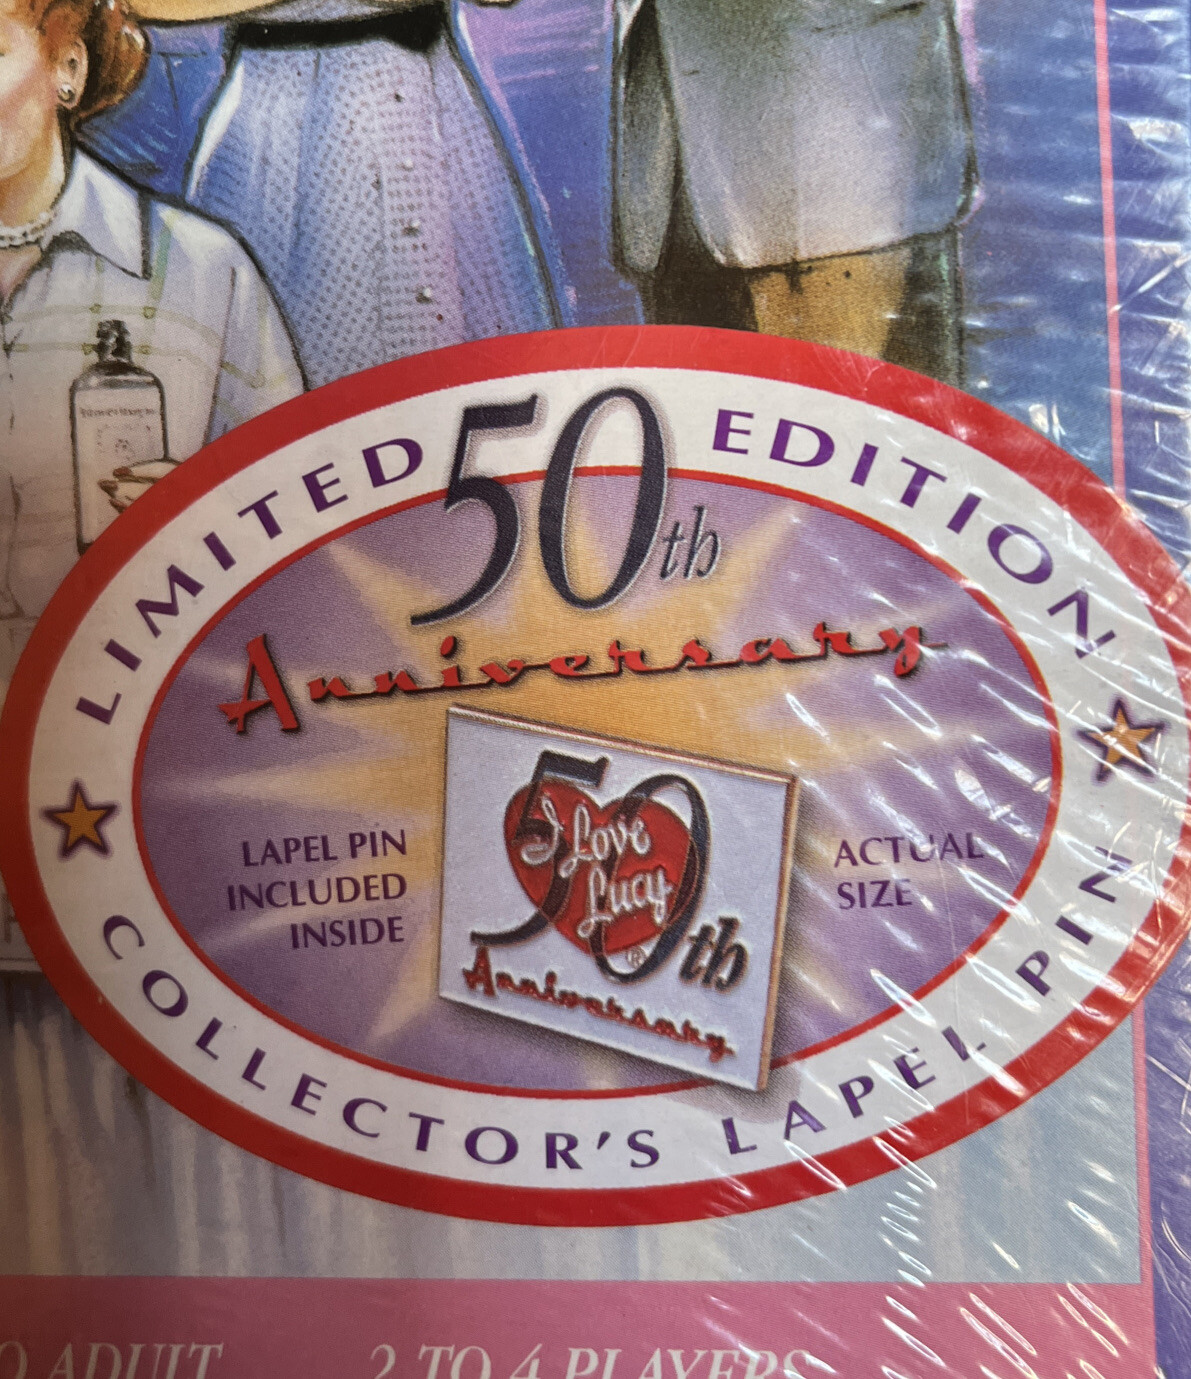 LIMITED EDITION
50th
Anniversary
50th
I Love
Lucy
®
Anniversary
LAPEL PIN
INCLUDED
INSIDE
ACTUAL
SIZE
COLLECTOR'S LAPEL PIN
O ADULT
2 TO 4 PLAYERS